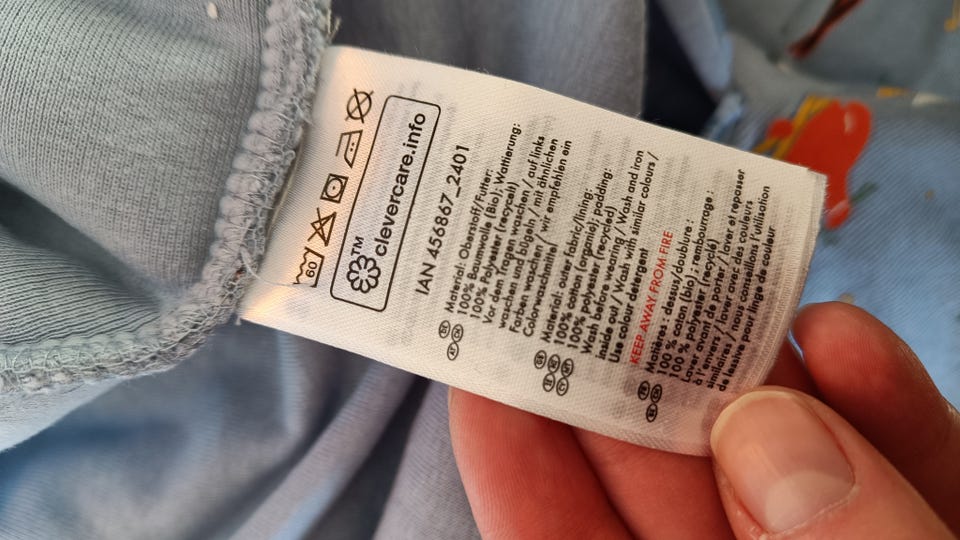 60
clevercare.info
TM
IAN 456867_2401
DE Material: Oberstoff/Futter:
100% Baumwolle (Bio); Wattierung:
100% Polyester (recycelt)
Vor dem Tragen waschen / auf links
waschen und bügeln / mit ähnlichen
Farben waschen / wir empfehlen ein
Colorwaschmittel
Material: outer fabric/lining:
100% cotton (organic); padding:
100% polyester (recycled)
Wash before wearing / Wash and iron
inside out / Wash with similar colours /
Use colour detergent
KEEP AWAY FROM FIRE
FR Matières : dessus/doublure :
100 % coton (bio) ; rembourrage :
100 % polyester (recyclé)
Laver avant de porter / laver et repasser
à l'envers / laver avec des couleurs
similaires / nous conseillons l'utilisation
de lessive pour linge de couleur